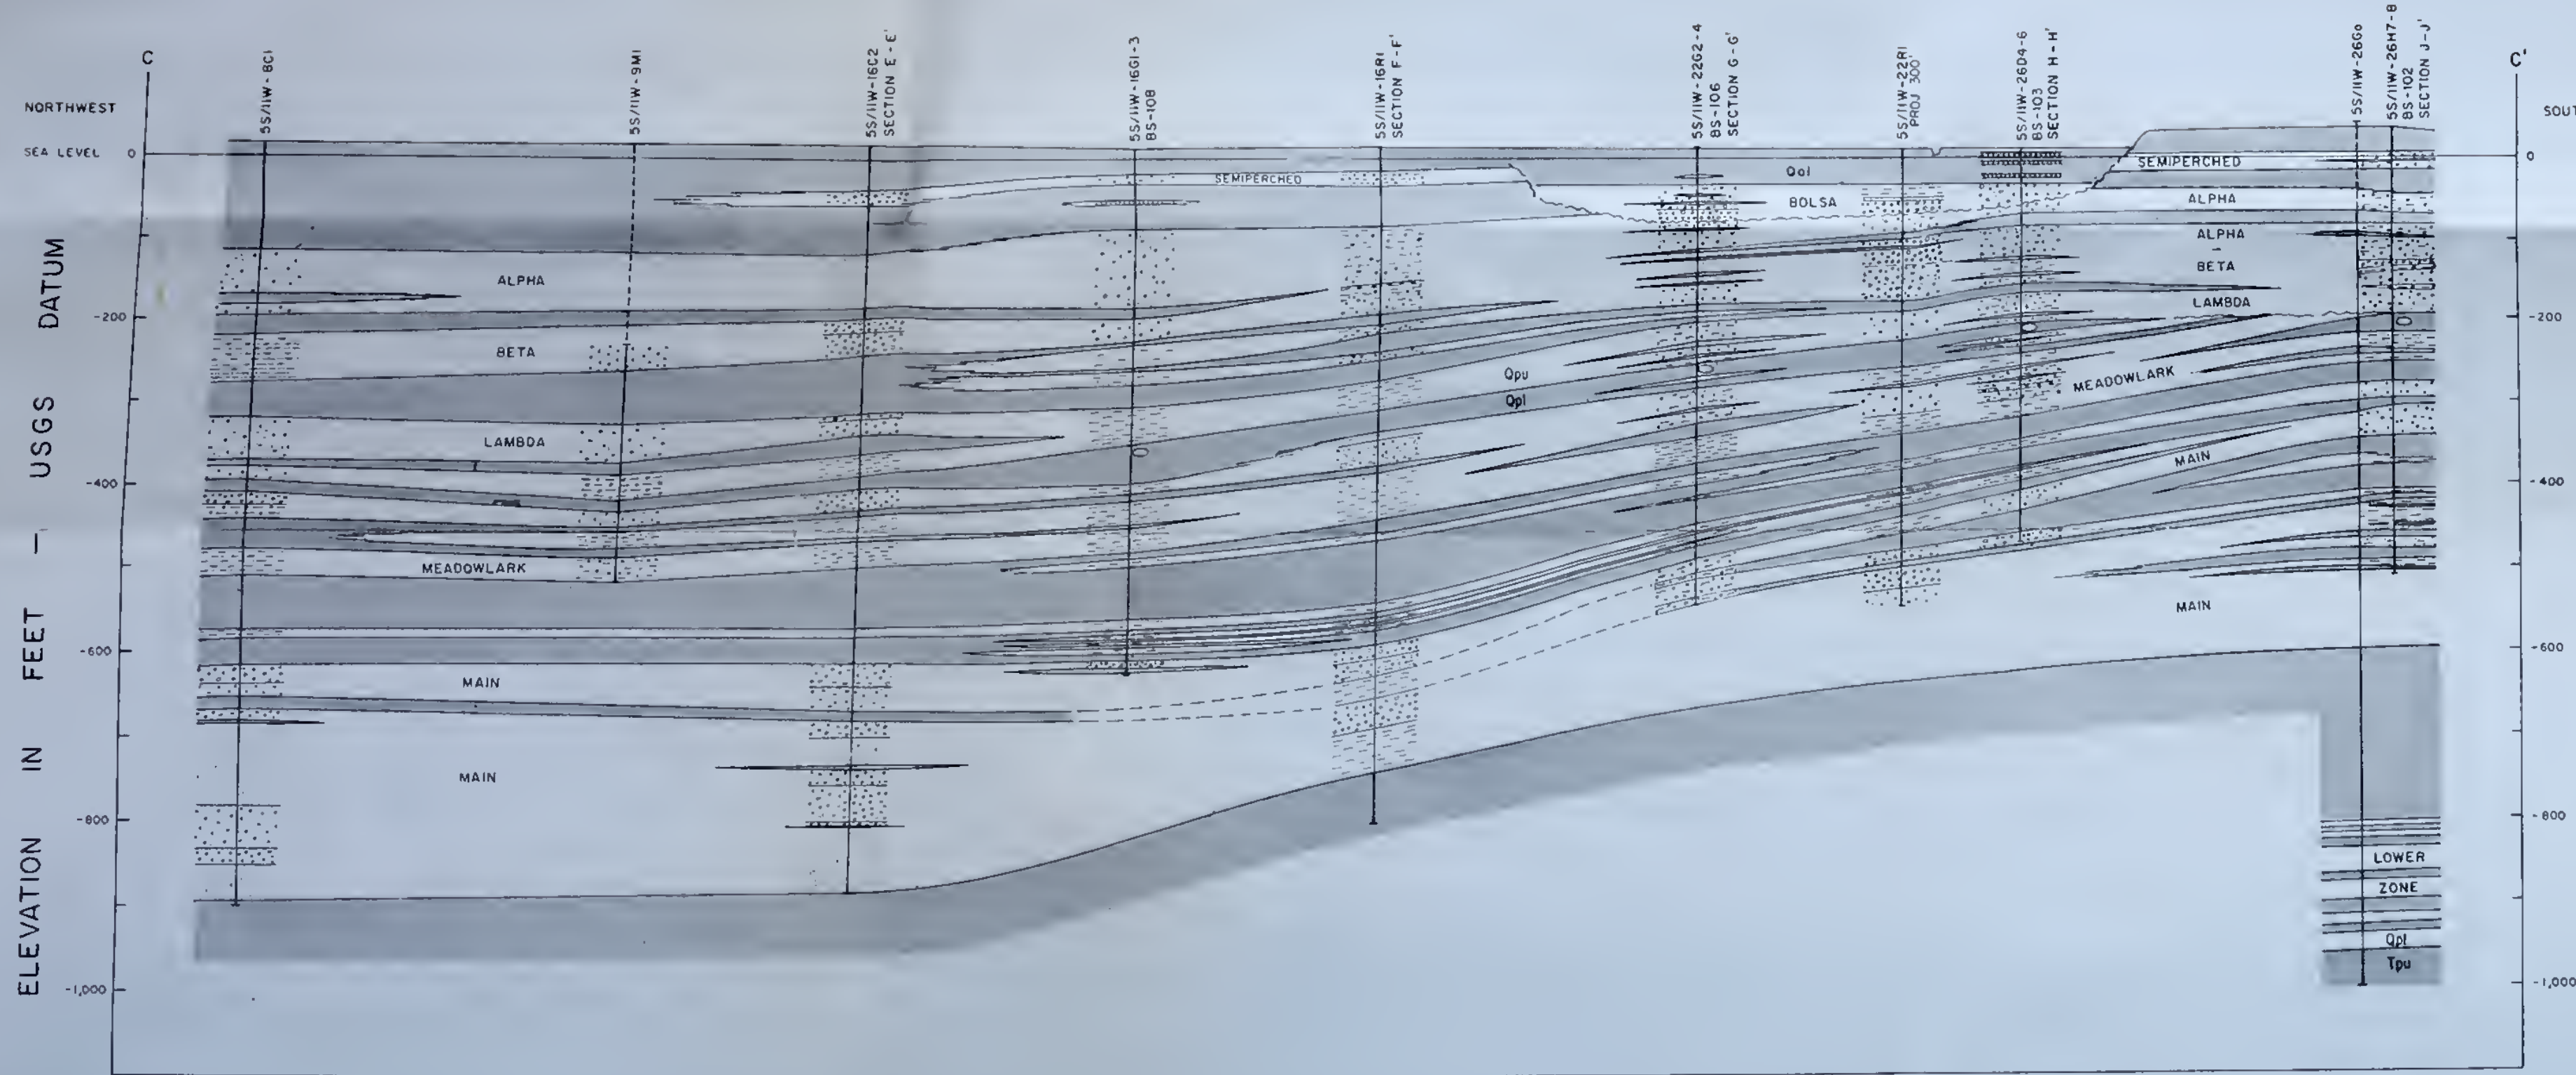 C
C'
NORTHWEST
SOUT
SEA LEVEL
5S/11W-8C1
5S/11W-9M1
5S/11W-16C2
SECTION E-E'
5S/11W-16G1-3
BS-108
5S/11W-16R1
SECTION F-F'
5S/11W-22G2-4
BS-106
SECTION G-G'
5S/11W-22R1
PROJ 300'
5S/11W-26D4-6
BS-103
SECTION H-H'
5S/11W-26Go
5S/11W-26H7-8
BS-102
SECTION J-J'
ELEVATION IN FEET — USGS DATUM
0
-200
-400
-600
-800
-1,000
0
-200
-400
-600
-800
-1,000
SEMIPERCHED
Qal
BOLSA
SEMIPERCHED
ALPHA
ALPHA
BETA
LAMBDA
ALPHA
BETA
LAMBDA
Qpu
Qpl
MEADOWLARK
MAIN
MEADOWLARK
MAIN
MAIN
MAIN
LOWER
ZONE
Qpl
Tpu